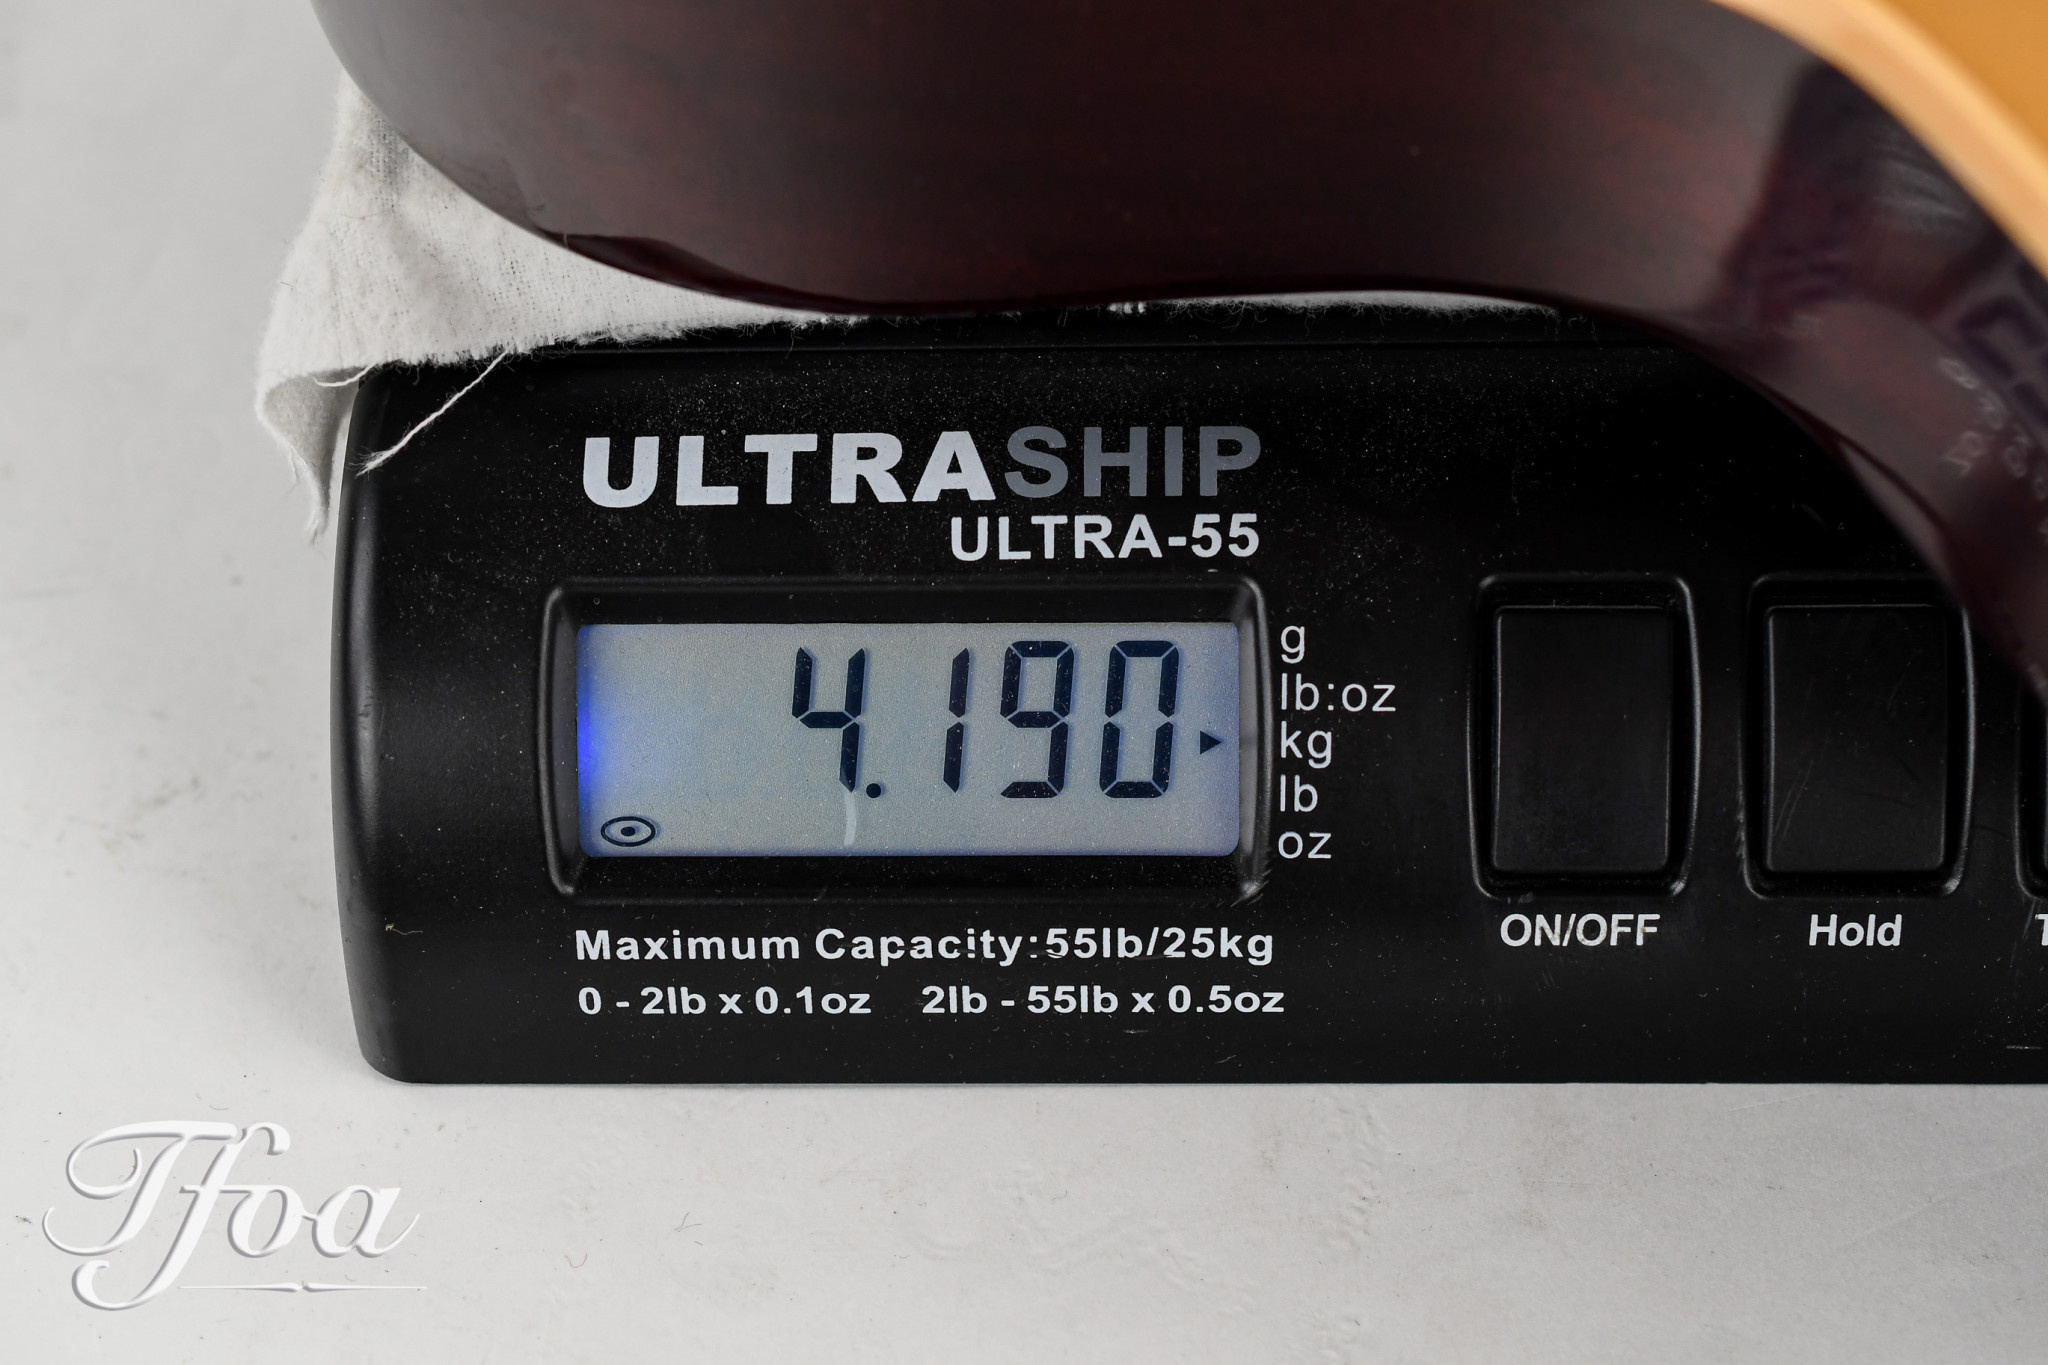 ULTRASHIP
ULTRA-55
4.190
g
lb:oz
kg
lb
oz
ON/OFF
Hold
Maximum Capacity:55lb/25kg
0 - 2lb x 0.1oz 2lb - 55lb x 0.5oz
Tfoa